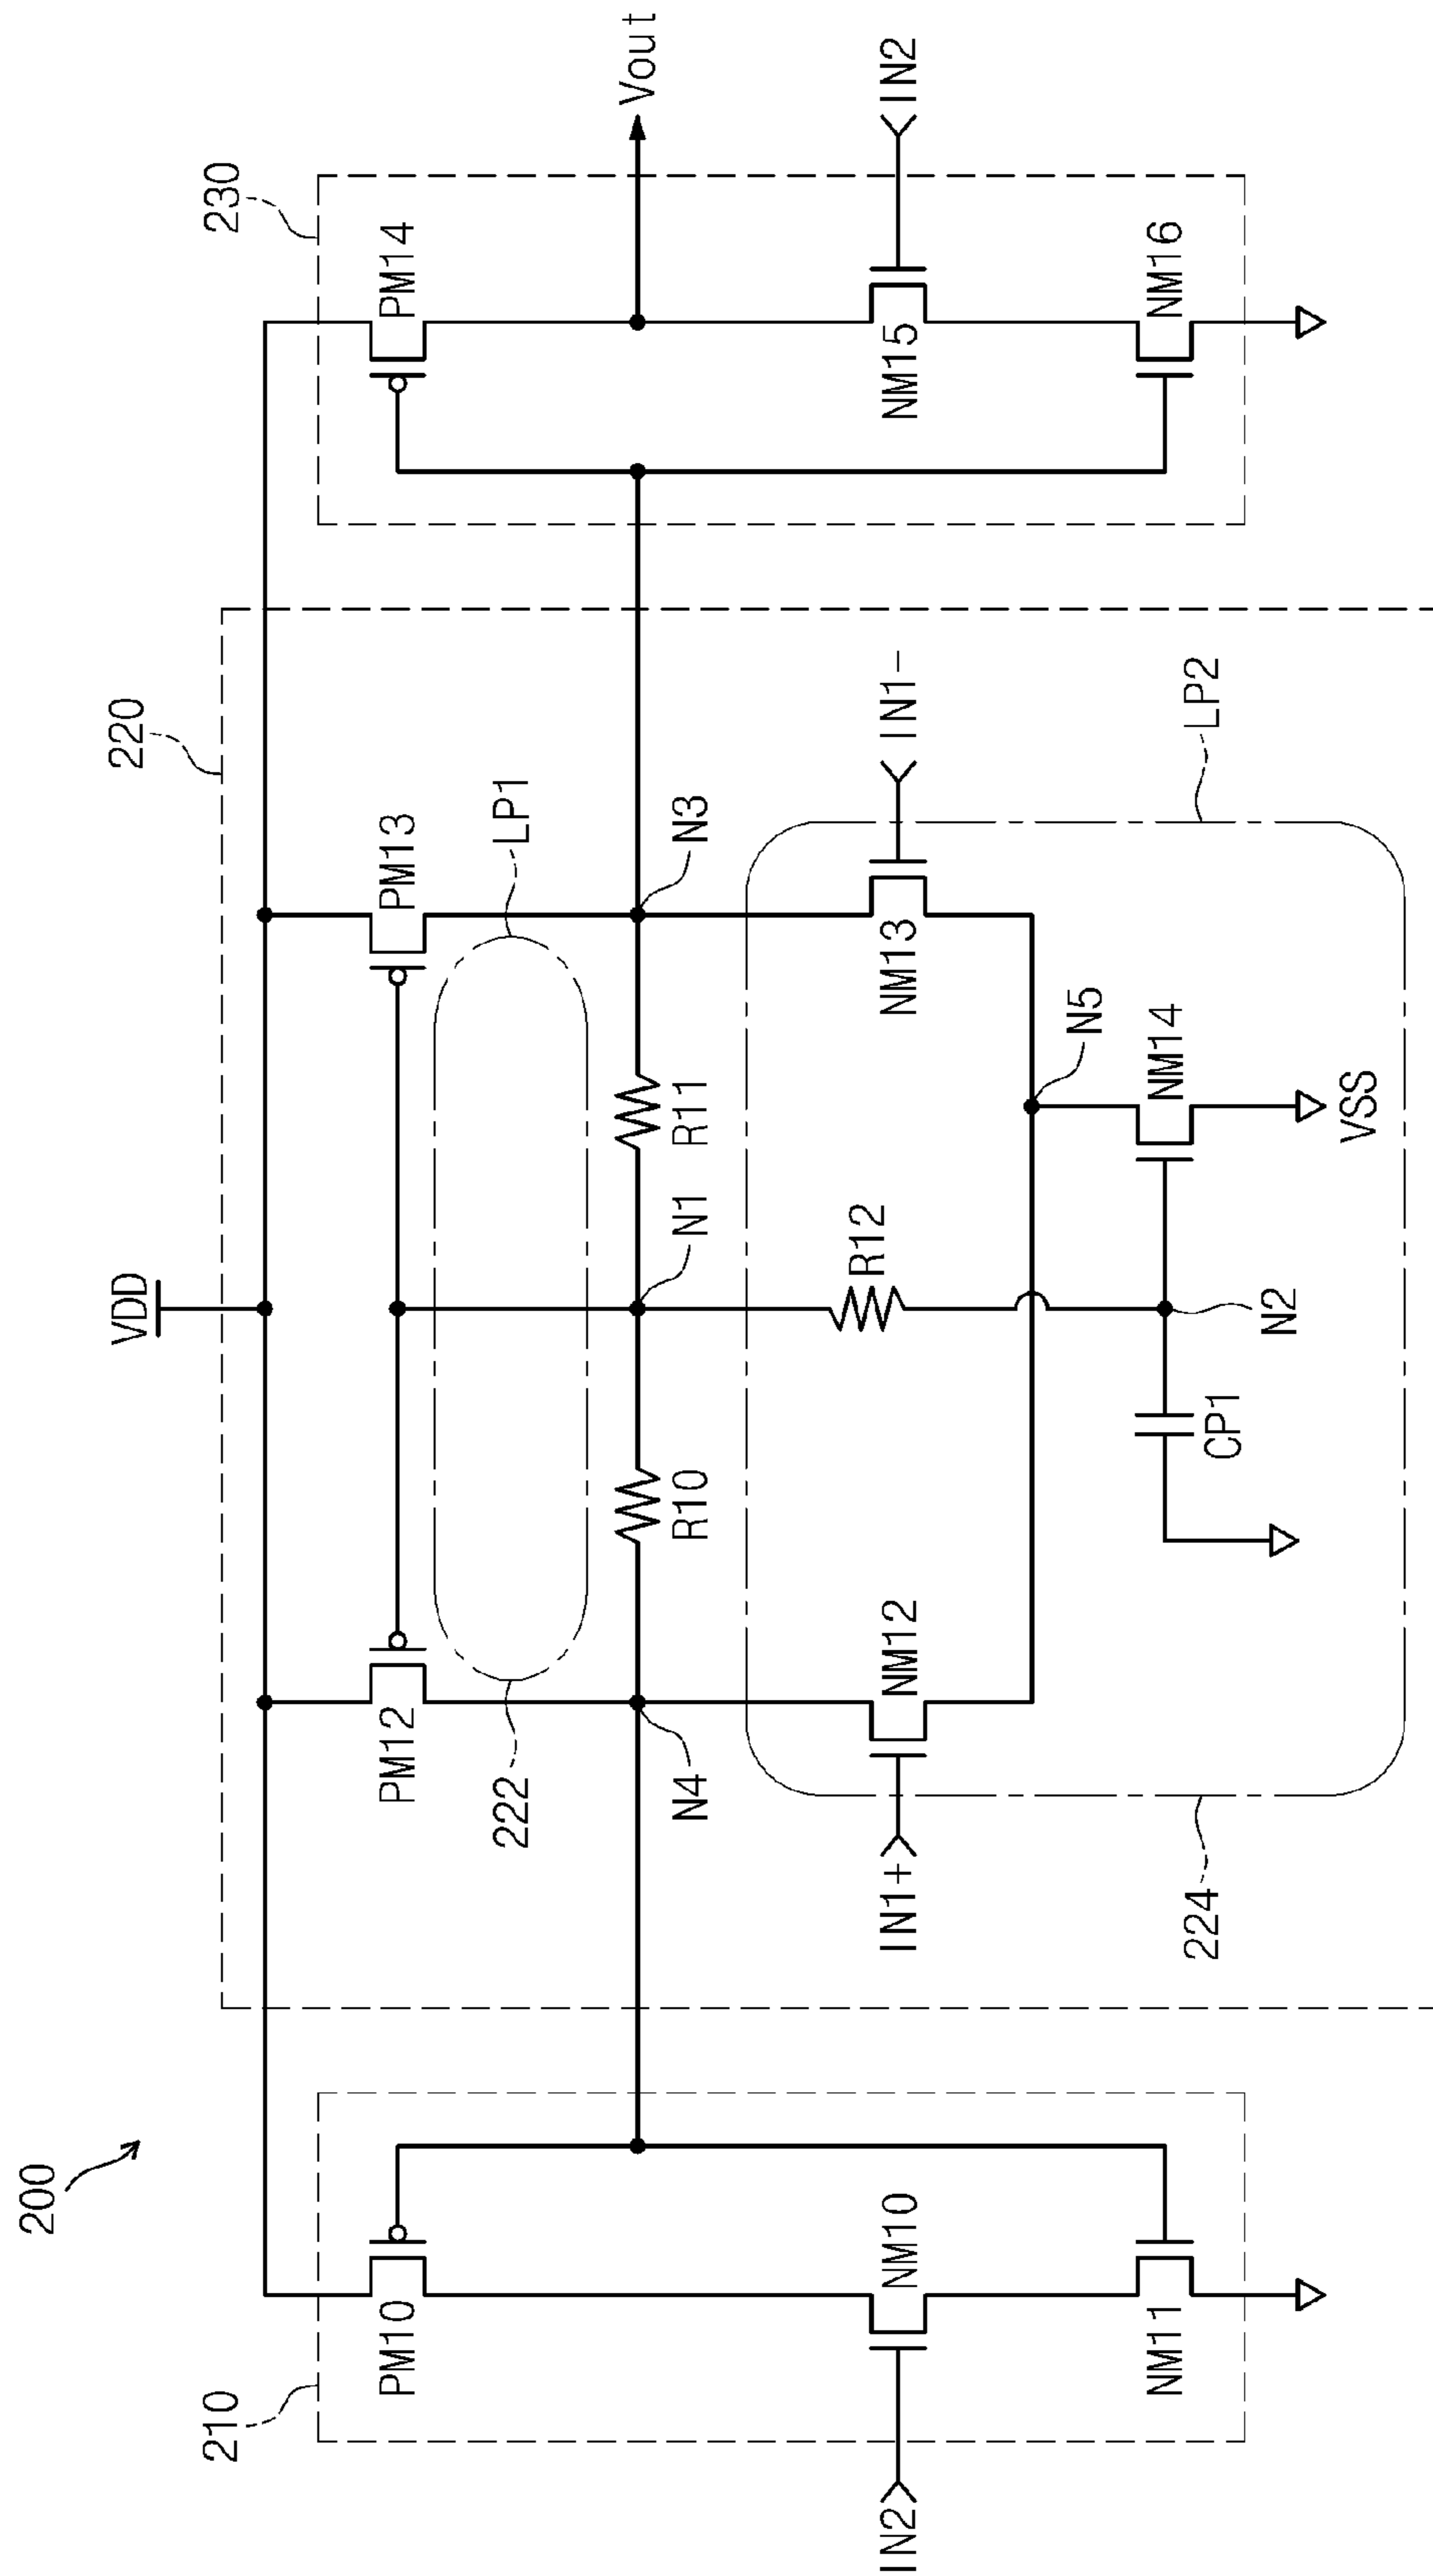 200
VDD
220
210
230
PM10
PM12
PM13
PM14
222
LP1
N4
R10
N1
R11
N3
Vout
IN2
NM10
IN1+
NM12
R12
NM13
IN1-
NM15
IN2
N5
NM11
CP1
N2
NM14
NM16
224
LP2
VSS